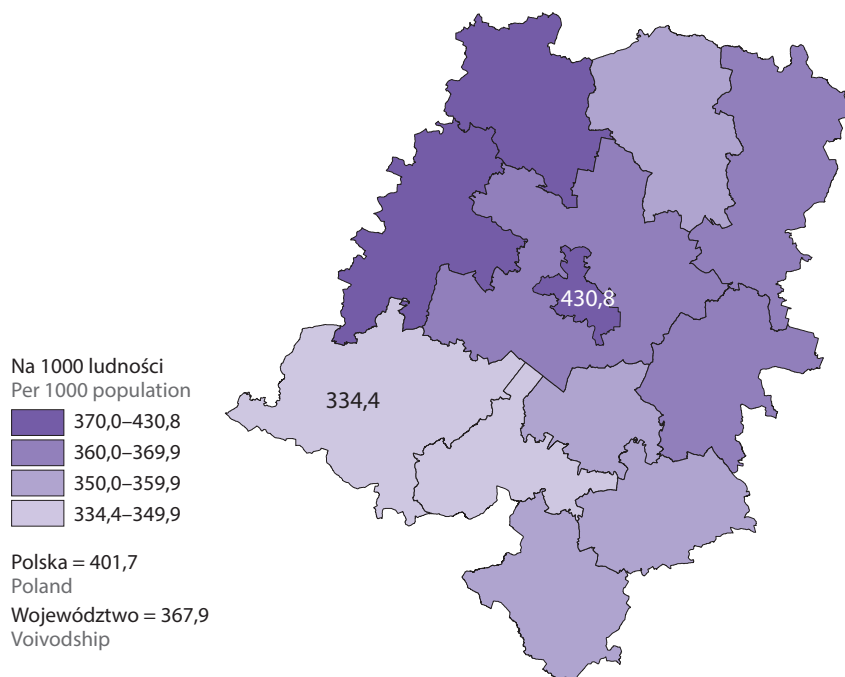 430,8
334,4
Na 1000 ludności
Per 1000 population
370,0–430,8
360,0–369,9
350,0–359,9
334,4–349,9
Polska = 401,7
Poland
Województwo = 367,9
Voivodship